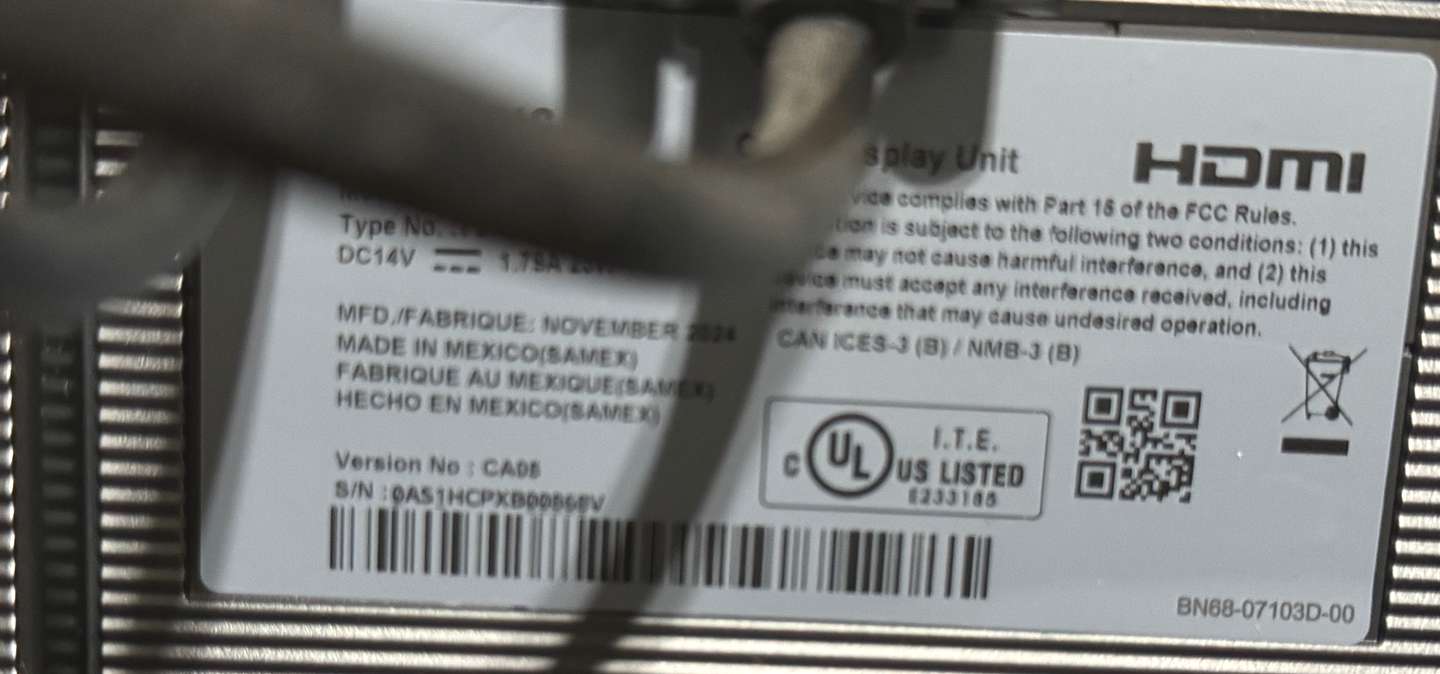 Unit
HDMI
complies with Part 15 of the FCC Rules.
is subject to the following two conditions: (1) this
may not cause harmful interference, and (2) this
must accept any interference received, including
interference that may cause undesired operation.
CAN ICES-3 (B) / NMB-3 (B)
Type No.
DC14V
MFD./FABRIQUE: NOVEMBER 2024
MADE IN MEXICO(SAMEX)
FABRIQUE AU MEXIQUE(SAMEX)
HECHO EN MEXICO(SAMEX)
Version No : CA05
S/N :
C UL US LISTED
I.T.E.
E233185
BN68-07103D-00